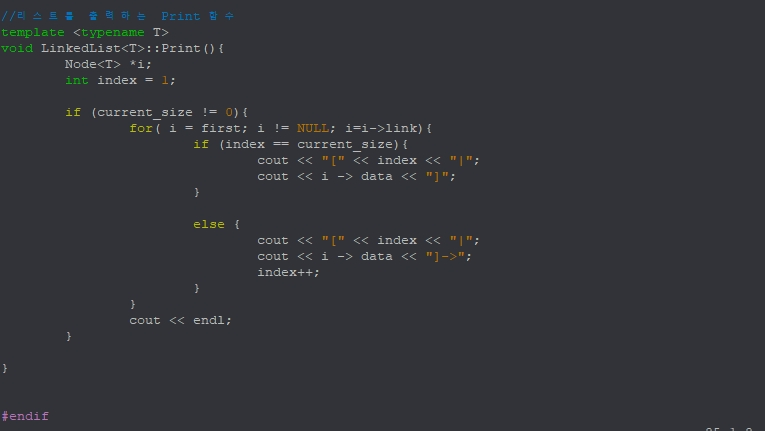 //리스트를 출력하는 Print 함수
template <typename T>
void LinkedList<T>::Print(){
        Node<T> *i;
        int index = 1;
        if (current_size != 0){
                for( i = first; i != NULL; i=i->link){
                        if (index == current_size){
                                cout << "[" << index << "|";
                                cout << i -> data << "]";
                        }
                        else {
                                cout << "[" << index << "|";
                                cout << i -> data << "]->";
                                index++;
                        }
                }
                cout << endl;
        }
}
#endif